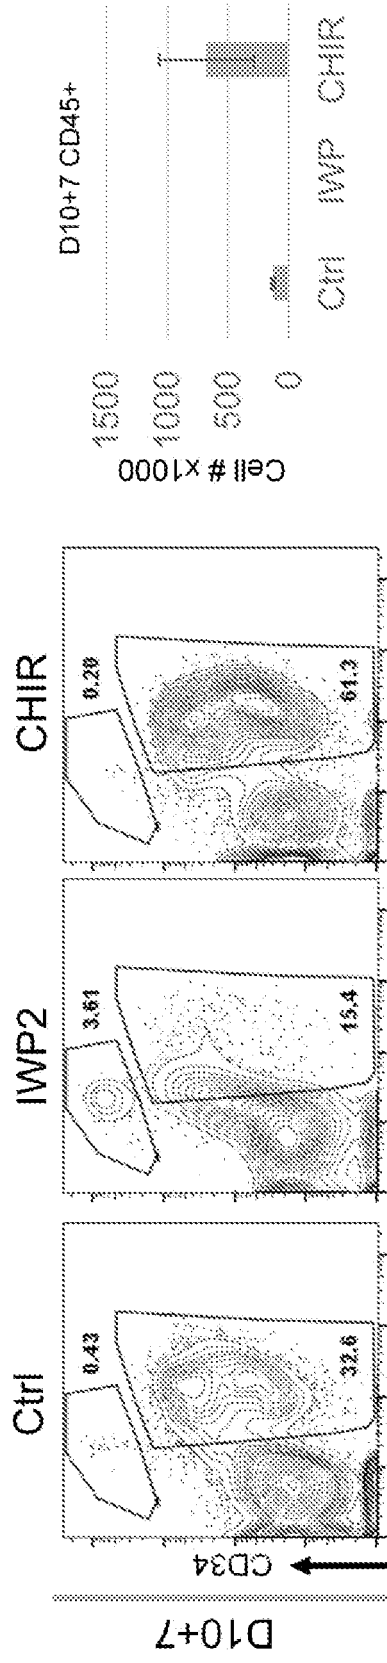 D10+7
CD34
Ctrl
0.43
32.6
IWP2
3.61
15.4
CHIR
0.20
61.3
D10+7 CD45+
Cell # x1000
1500
1000
500
0
Ctrl IWP CHIR